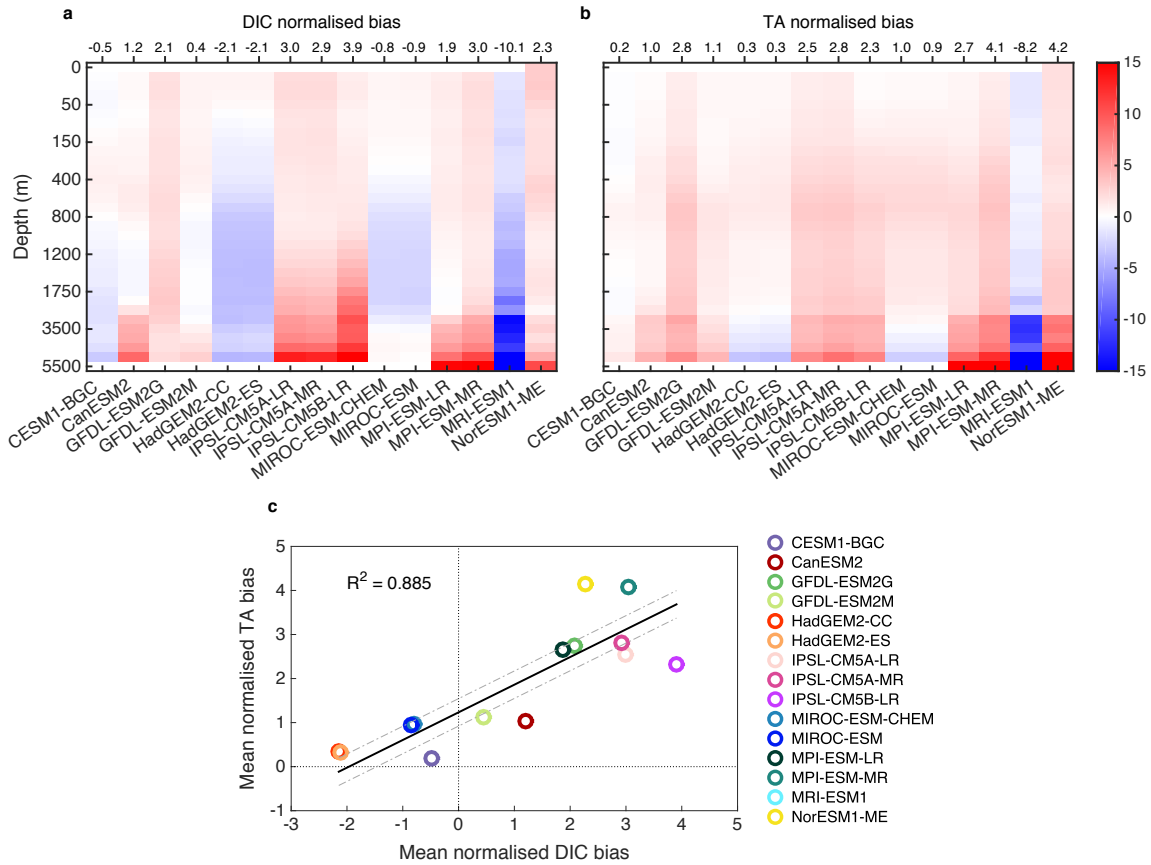 a
DIC normalised bias
-0.5 1.2 2.1 0.4 -2.1 -2.1 3.0 2.9 3.9 -0.8 -0.9 1.9 3.0 -10.1 2.3
Depth (m)
0
50
150
400
800
1200
1750
3500
5500
CESM1-BGC
CanESM2
GFDL-ESM2G
GFDL-ESM2M
HadGEM2-CC
HadGEM2-ES
IPSL-CM5A-LR
IPSL-CM5A-MR
IPSL-CM5B-LR
MIROC-ESM-CHEM
MIROC-ESM
MPI-ESM-LR
MPI-ESM-MR
MRI-ESM1
NorESM1-ME
b
TA normalised bias
0.2 1.0 2.8 1.1 0.3 0.3 2.5 2.8 2.3 1.0 0.9 2.7 4.1 -8.2 4.2
CESM1-BGC
CanESM2
GFDL-ESM2G
GFDL-ESM2M
HadGEM2-CC
HadGEM2-ES
IPSL-CM5A-LR
IPSL-CM5A-MR
IPSL-CM5B-LR
MIROC-ESM-CHEM
MIROC-ESM
MPI-ESM-LR
MPI-ESM-MR
MRI-ESM1
NorESM1-ME
15
10
5
0
-5
-10
-15
c
Mean normalised TA bias
5
4
3
2
1
0
-1
R² = 0.885
-3 -2 -1 0 1 2 3 4 5
Mean normalised DIC bias
CESM1-BGC
CanESM2
GFDL-ESM2G
GFDL-ESM2M
HadGEM2-CC
HadGEM2-ES
IPSL-CM5A-LR
IPSL-CM5A-MR
IPSL-CM5B-LR
MIROC-ESM-CHEM
MIROC-ESM
MPI-ESM-LR
MPI-ESM-MR
MRI-ESM1
NorESM1-ME